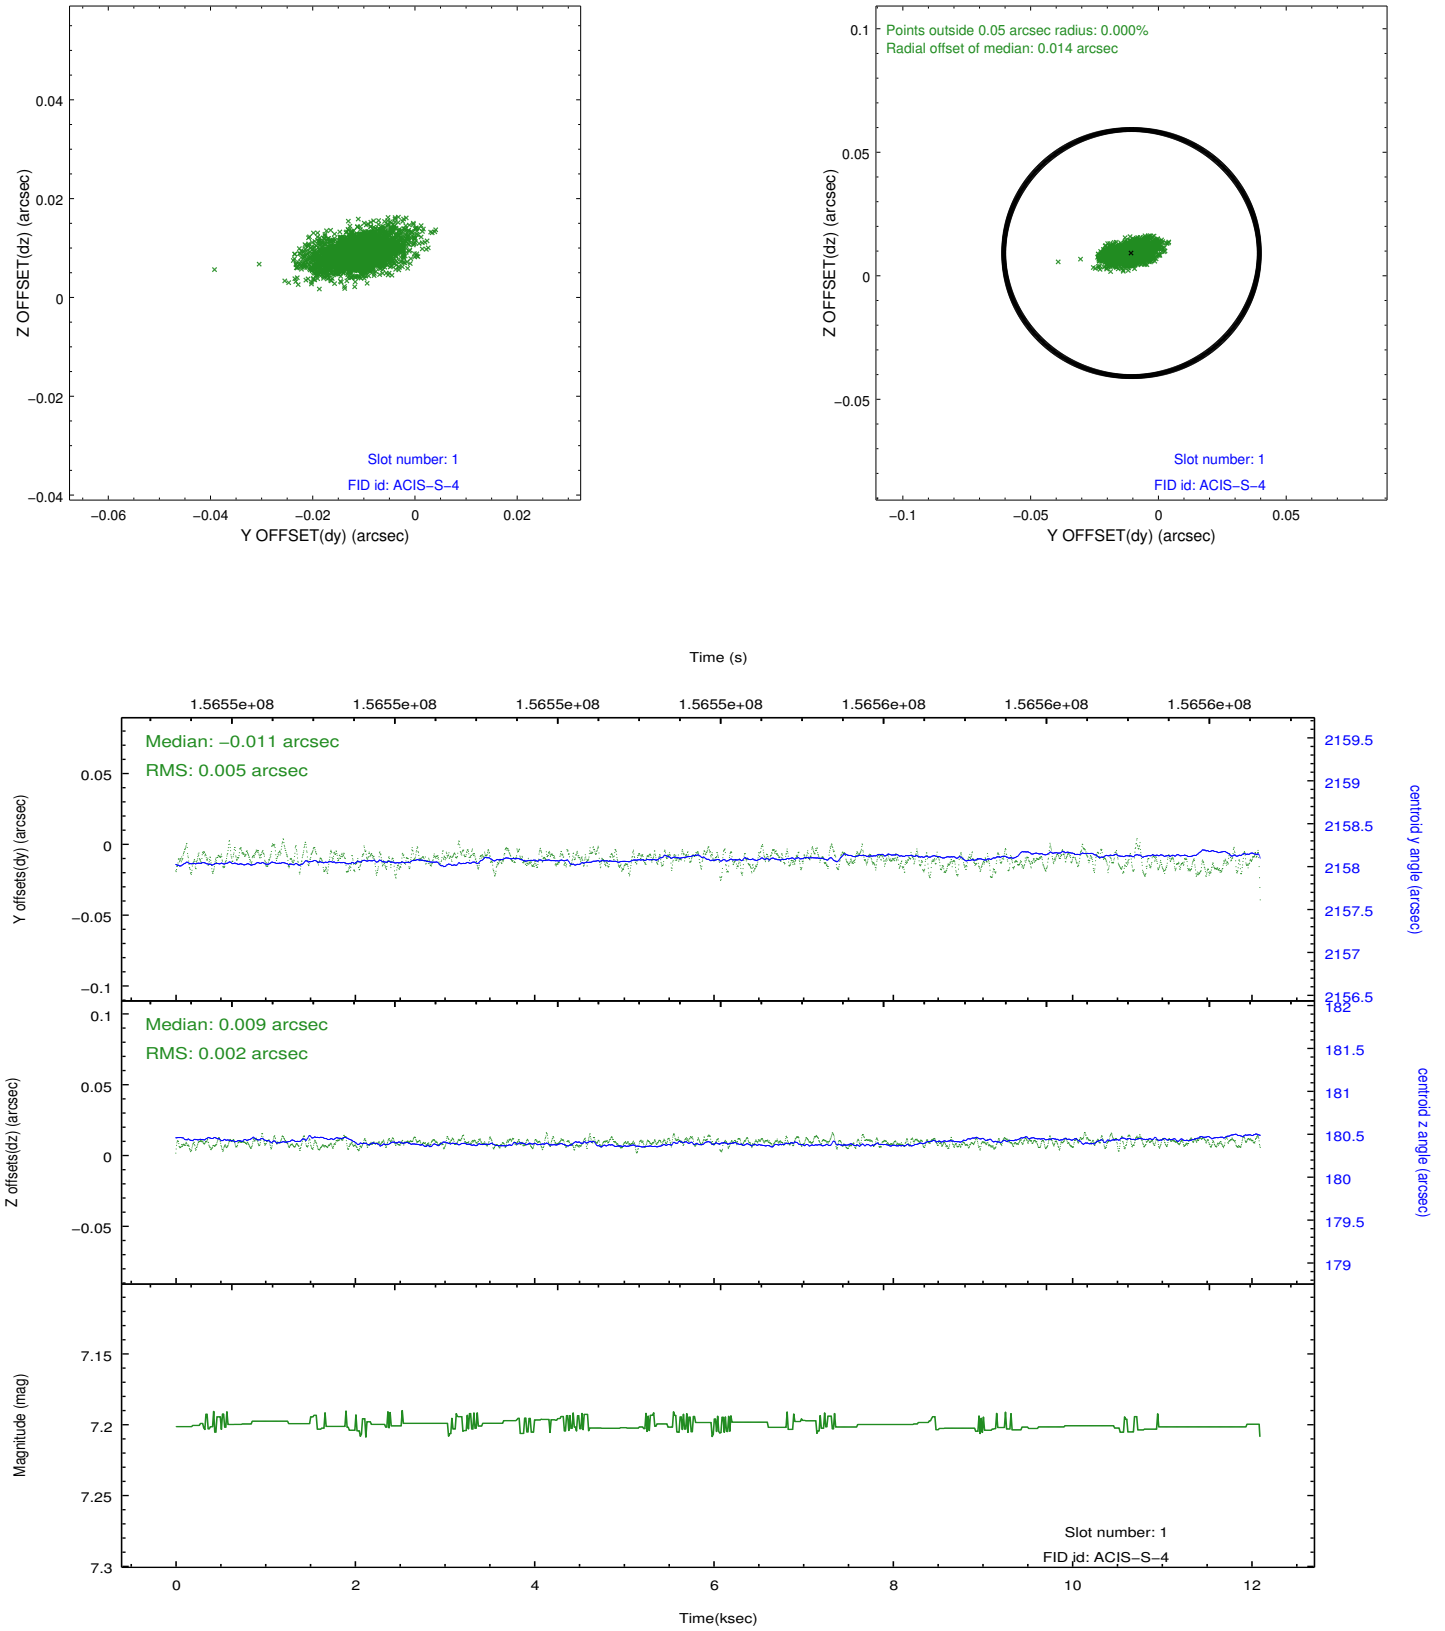 0.04
0.02
0
−0.02
−0.04
Z OFFSET(dz) (arcsec)
Slot number: 1
FID id: ACIS−S−4
−0.06
−0.04
−0.02
0
0.02
Y OFFSET(dy) (arcsec)
Points outside 0.05 arcsec radius: 0.000%
Radial offset of median: 0.014 arcsec
0.1
0.05
0
−0.05
Z OFFSET(dz) (arcsec)
Slot number: 1
FID id: ACIS−S−4
−0.1
−0.05
0
0.05
Y OFFSET(dy) (arcsec)
Time (s)
1.5655e+08
1.5655e+08
1.5655e+08
1.5655e+08
1.5656e+08
1.5656e+08
1.5656e+08
Median: −0.011 arcsec
RMS: 0.005 arcsec
0.05
0
−0.05
−0.1
Y offsets(dy) (arcsec)
2159.5
2159
2158.5
2158
2157.5
2157
2156.5
centroid y angle (arcsec)
Median: 0.009 arcsec
RMS: 0.002 arcsec
0.1
0.05
0
−0.05
Z offsets(dz) (arcsec)
182
181.5
181
180.5
180
179.5
179
centroid z angle (arcsec)
7.15
7.2
7.25
7.3
Magnitude (mag)
Slot number: 1
FID id: ACIS−S−4
0
2
4
6
8
10
12
Time(ksec)